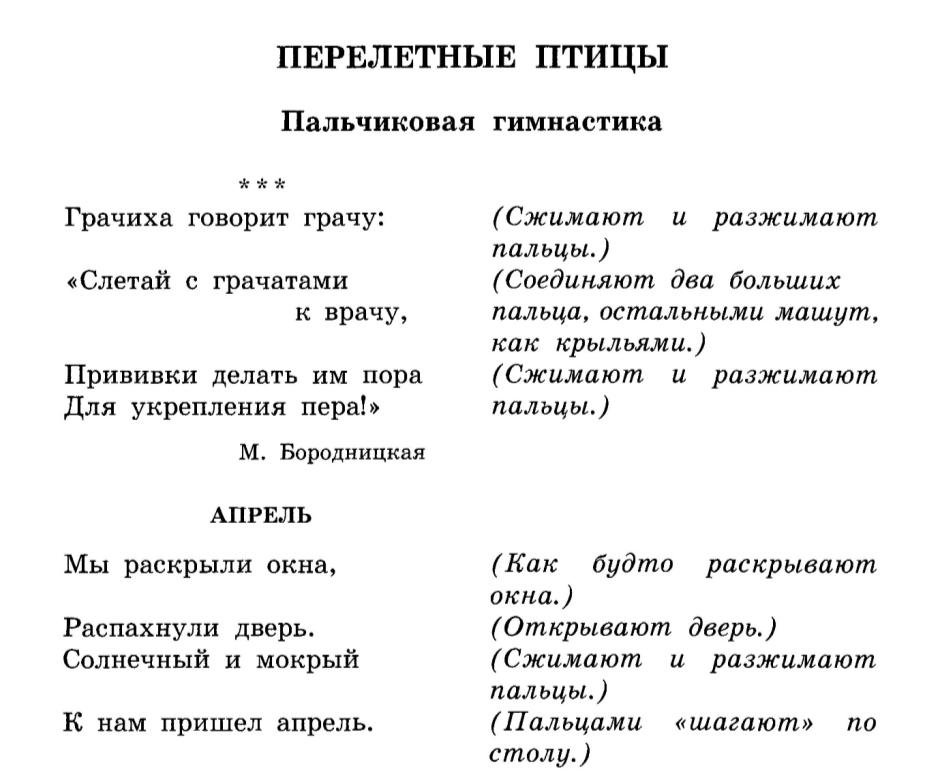 ПЕРЕЛЕТНЫЕ ПТИЦЫ
Пальчиковая гимнастика
* * *
Грачиха говорит грачу: (Сжимают и разжимают
пальцы.)
«Слетай с грачатами (Соединяют два больших
к врачу, пальца, остальными машут,
как крыльями.)
Прививки делать им пора (Сжимают и разжимают
Для укрепления пера!» пальцы.)
М. Бородницкая
АПРЕЛЬ
Мы раскрыли окна, (Как будто раскрывают
окна.)
Распахнули дверь. (Открывают дверь.)
Солнечный и мокрый (Сжимают и разжимают
пальцы.)
К нам пришел апрель. (Пальцами «шагают» по
столу.)